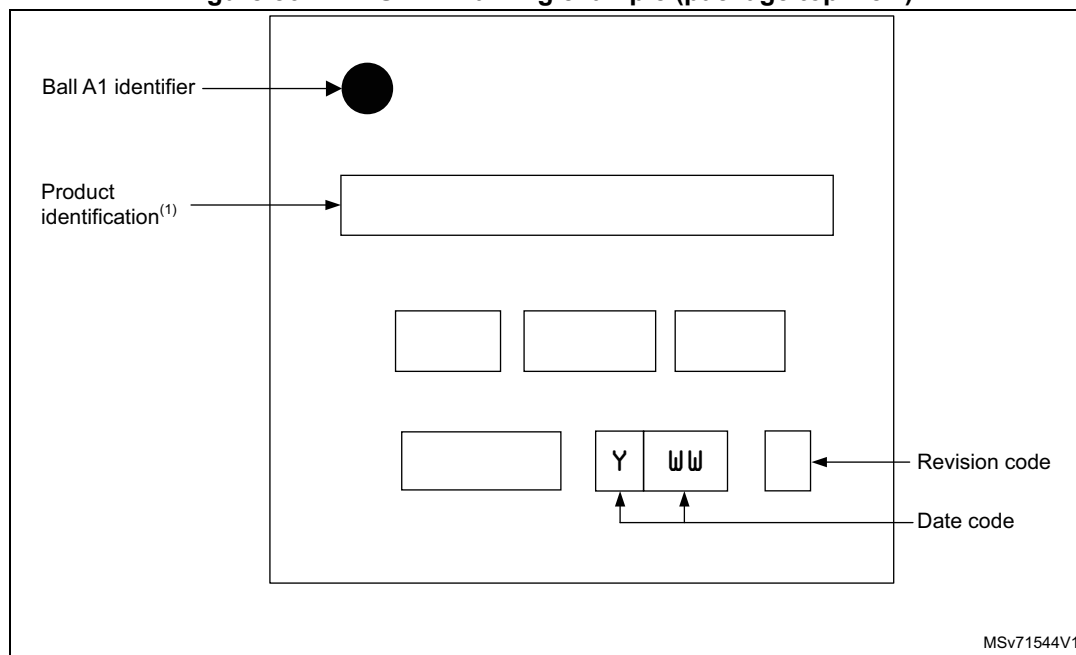 Ball A1 identifier
Product
identification(1)
Y WW
Revision code
Date code
MSv71544V1